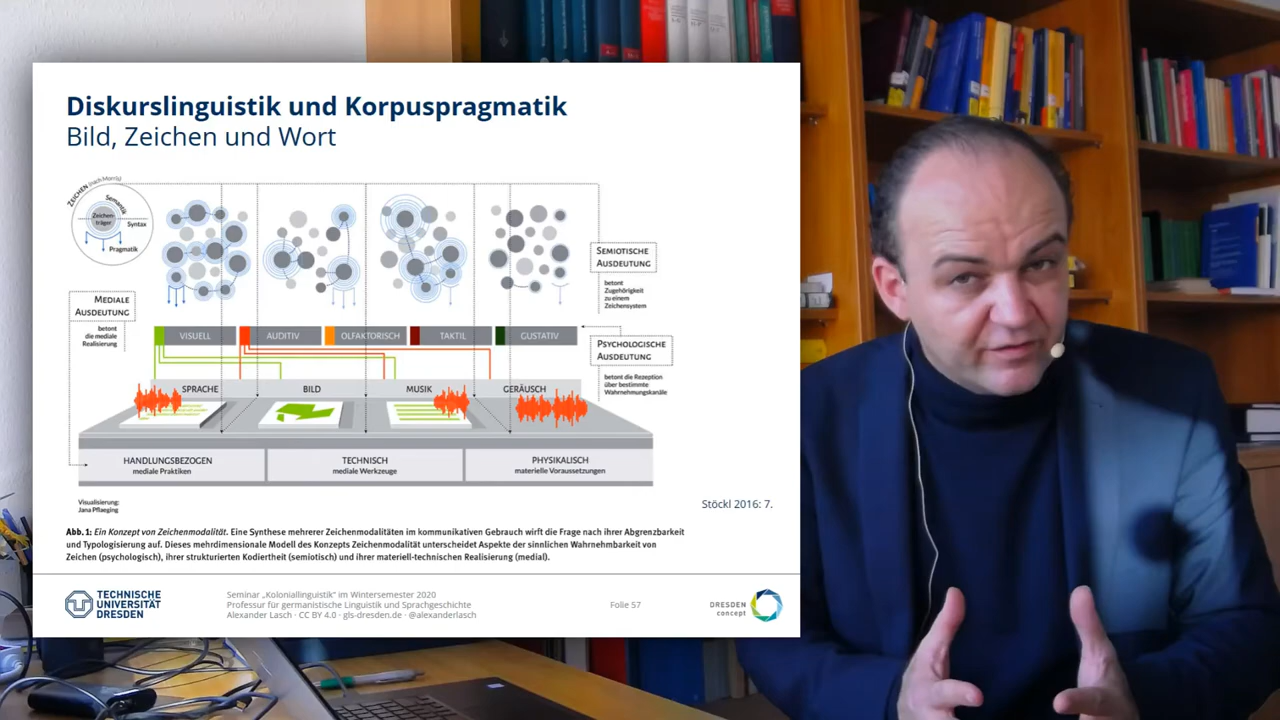 Diskurslinguistik und Korpuspragmatik
Bild, Zeichen und Wort
ZEICHEN (nach Morris)
Semantik
Zeichen-
träger
Syntax
Pragmatik
SEMIOTISCHE
AUSDEUTUNG
betont
Zugehörigkeit
zu einem
Zeichensystem
MEDIALE
AUSDEUTUNG
betont
die mediale
Realisierung
VISUELL
AUDITIV
OLFAKTORISCH
TAKTIL
GUSTATIV
PSYCHOLOGISCHE
AUSDEUTUNG
betont die Rezeption
über bestimmte
Wahrnehmungskanäle
SPRACHE
BILD
MUSIK
GERÄUSCH
HANDLUNGSBEZOGEN
mediale Praktiken
TECHNISCH
mediale Werkzeuge
PHYSIKALISCH
materielle Voraussetzungen
Visualisierung:
Jana Pflaeging
Stöckl 2016: 7.
Abb. 1: Ein Konzept von Zeichenmodalität. Eine Synthese mehrerer Zeichenmodalitäten im kommunikativen Gebrauch wirft die Frage nach ihrer Abgrenzbarkeit
und Typologisierung auf. Dieses mehrdimensionale Modell des Konzepts Zeichenmodalität unterscheidet Aspekte der sinnlichen Wahrnehmbarkeit von
Zeichen (psychologisch), ihrer strukturierten Kodiertheit (semiotisch) und ihrer materiell-technischen Realisierung (medial).
TECHNISCHE
UNIVERSITÄT
DRESDEN
Seminar „Koloniallinguistik“ im Wintersemester 2020
Professur für germanistische Linguistik und Sprachgeschichte
Alexander Lasch · CC BY 4.0 · gls-dresden.de · @alexanderlasch
Folie 57
DRESDEN
concept